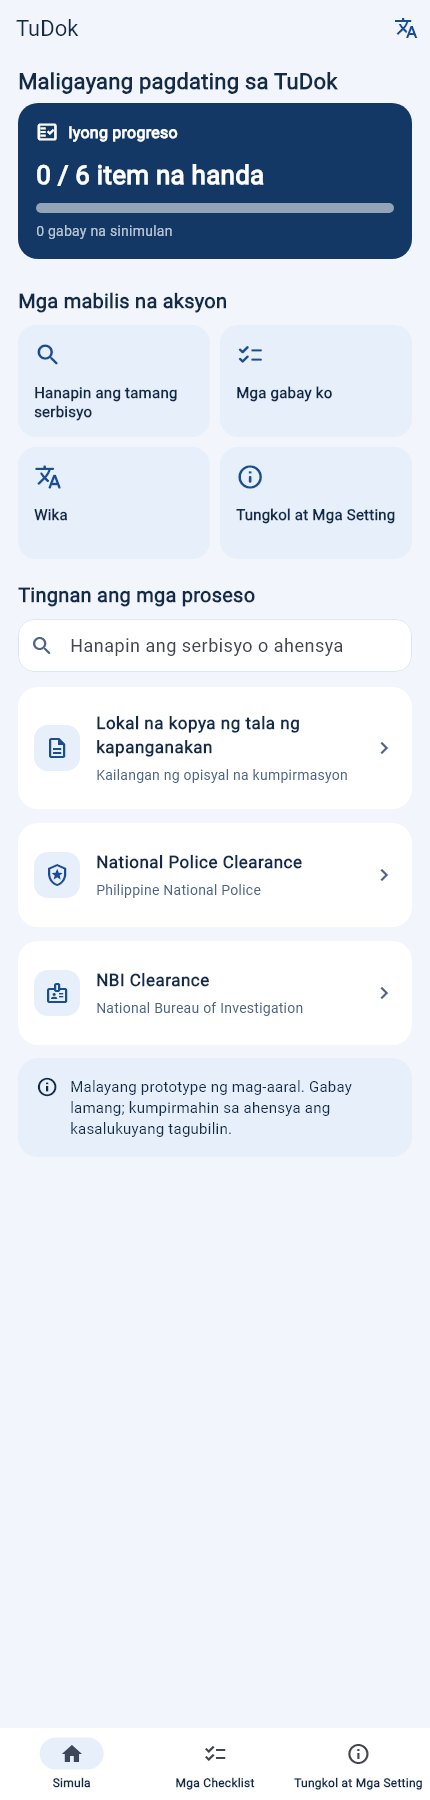 TuDok
Maligayang pagdating sa TuDok
Iyong progreso
0 / 6 item na handa
0 gabay na sinimulan
Mga mabilis na aksyon
Hanapin ang tamang
serbisyo
Mga gabay ko
Wika
Tungkol at Mga Setting
Tingnan ang mga proseso
Hanapin ang serbisyo o ahensya
Lokal na kopya ng tala ng
kapanganakan
Kailangan ng opisyal na kumpirmasyon
National Police Clearance
Philippine National Police
NBI Clearance
National Bureau of Investigation
Malayang prototype ng mag-aaral. Gabay
lamang; kumpirmahin sa ahensya ang
kasalukuyang tagubilin.
Simula
Mga Checklist
Tungkol at Mga Setting